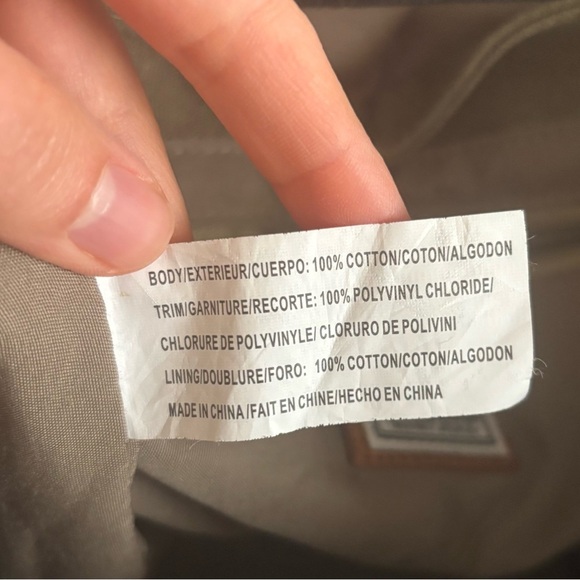 BODY/EXTERIEUR/CUERPO: 100% COTTON/COTON/ALGODON
TRIM/GARNITURE/RECORTE: 100% POLYVINYL CHLORIDE/
CHLORURE DE POLYVINYLE/ CLORURO DE POLIVINI
LINING/DOUBLURE/FORO: 100% COTTON/COTON/ALGODON
MADE IN CHINA/FAIT EN CHINE/HECHO EN CHINA